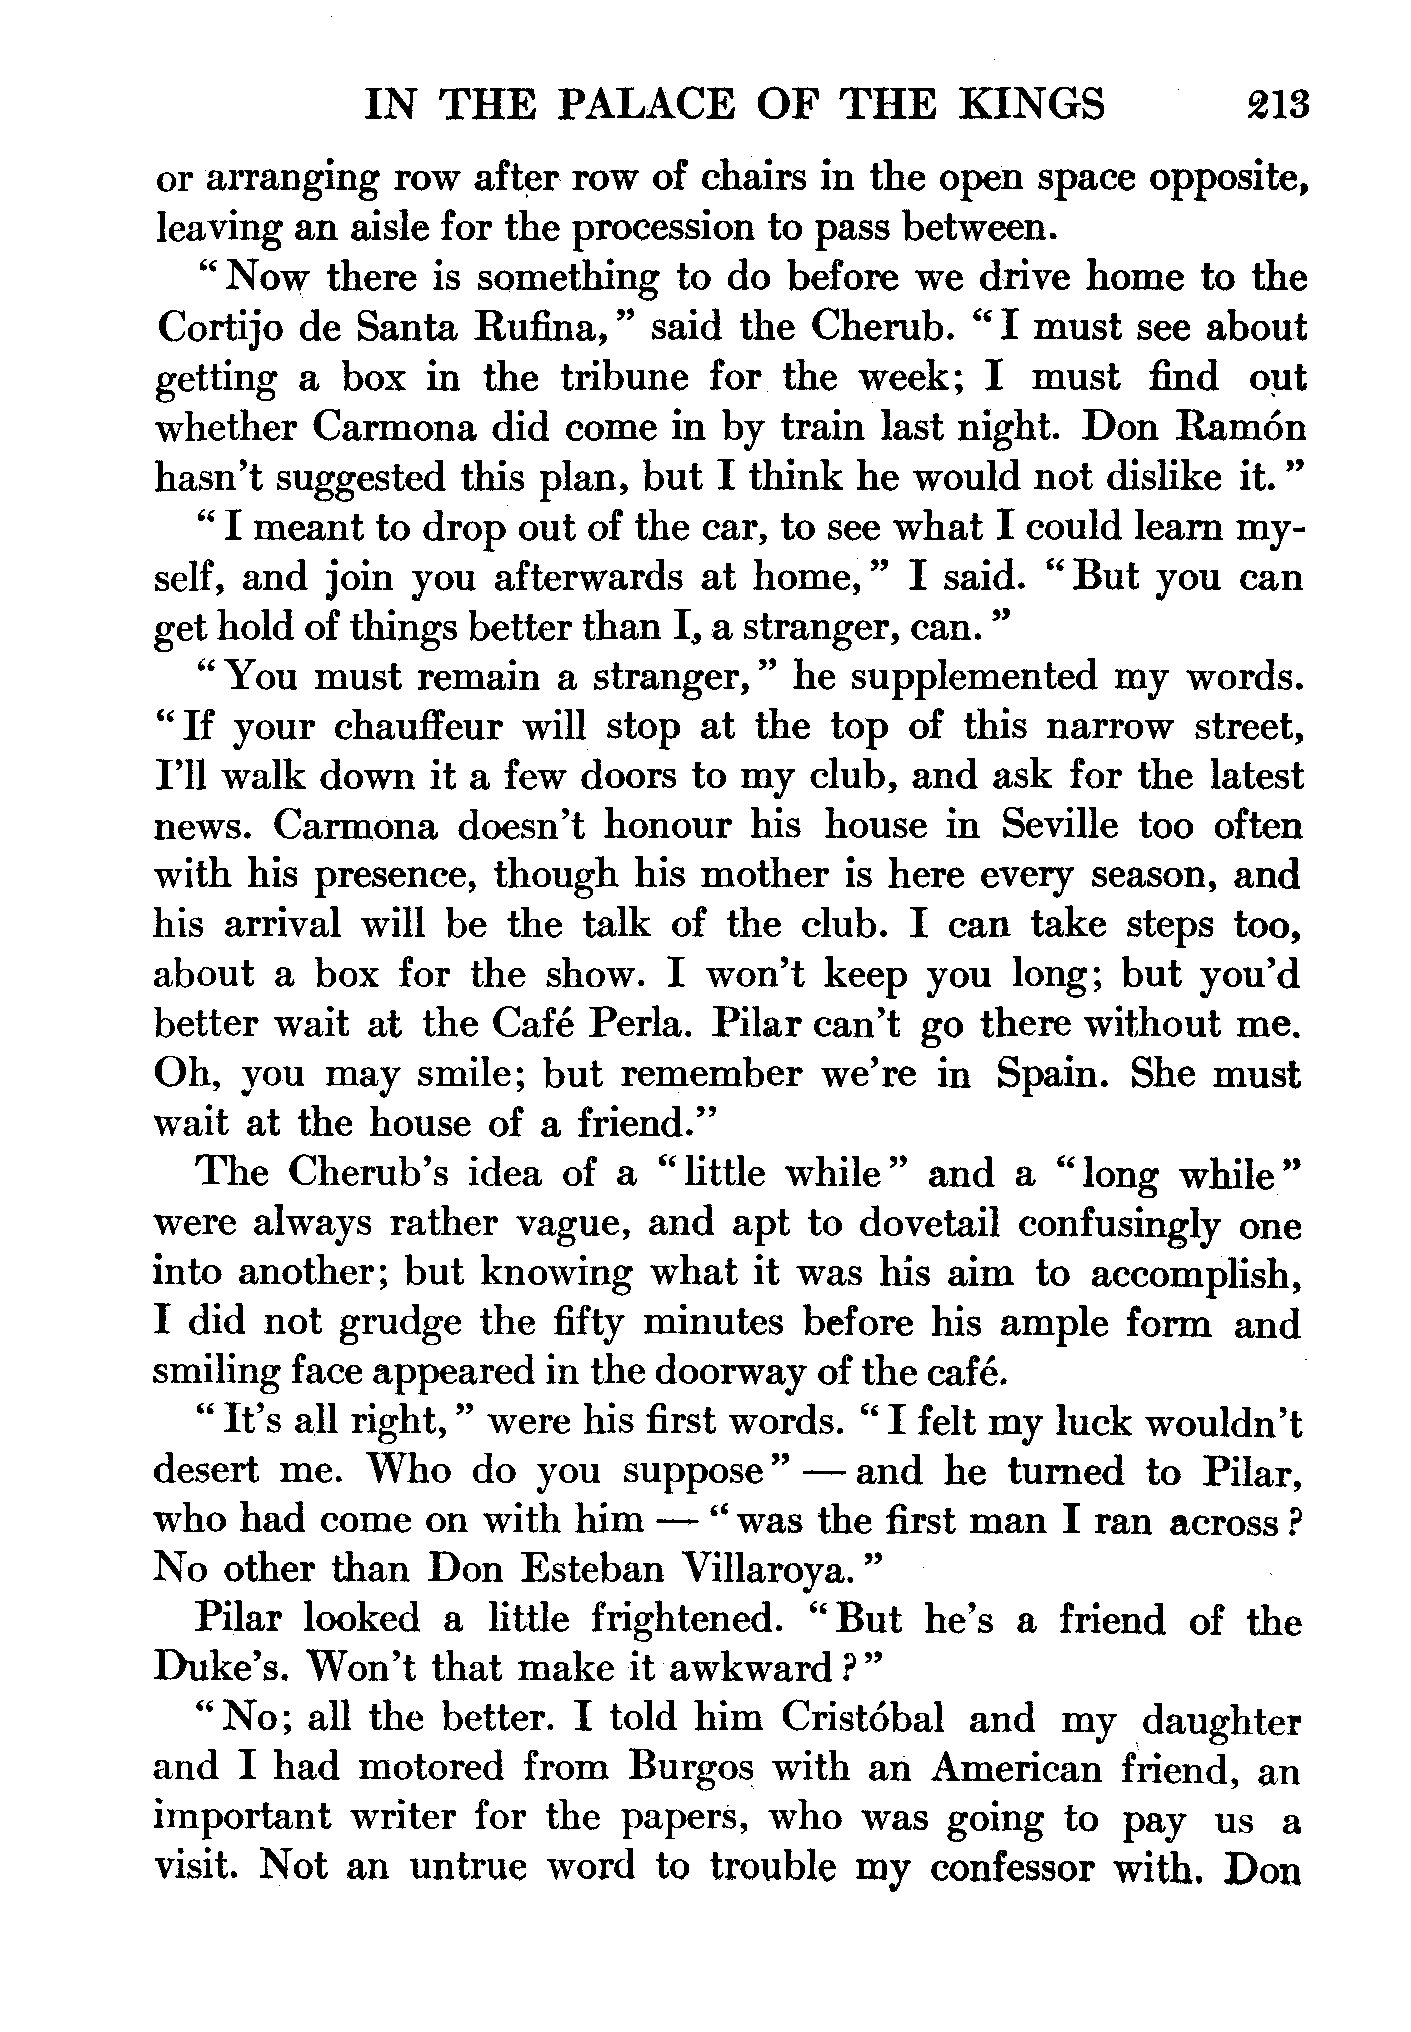 IN THE PALACE OF THE KINGS 213
or arranging row after row of chairs in the open space opposite,
leaving an aisle for the procession to pass between.
“Now there is something to do before we drive home to the
Cortijo de Santa Rufina,” said the Cherub. “I must see about
getting a box in the tribune for the week; I must find out
whether Carmona did come in by train last night. Don Ramón
hasn’t suggested this plan, but I think he would not dislike it.”
“I meant to drop out of the car, to see what I could learn my-
self, and join you afterwards at home,” I said. “But you can
get hold of things better than I, a stranger, can.”
“You must remain a stranger,” he supplemented my words.
“If your chauffeur will stop at the top of this narrow street,
I’ll walk down it a few doors to my club, and ask for the latest
news. Carmona doesn’t honour his house in Seville too often
with his presence, though his mother is here every season, and
his arrival will be the talk of the club. I can take steps too,
about a box for the show. I won’t keep you long; but you’d
better wait at the Café Perla. Pilar can’t go there without me.
Oh, you may smile; but remember we’re in Spain. She must
wait at the house of a friend.”
The Cherub’s idea of a “little while” and a “long while”
were always rather vague, and apt to dovetail confusingly one
into another; but knowing what it was his aim to accomplish,
I did not grudge the fifty minutes before his ample form and
smiling face appeared in the doorway of the café.
“It’s all right,” were his first words. “I felt my luck wouldn’t
desert me. Who do you suppose” — and he turned to Pilar,
who had come on with him — “was the first man I ran across?
No other than Don Esteban Villaroya.”
Pilar looked a little frightened. “But he’s a friend of the
Duke’s. Won’t that make it awkward?”
“No; all the better. I told him Cristóbal and my daughter
and I had motored from Burgos with an American friend, an
important writer for the papers, who was going to pay us a
visit. Not an untrue word to trouble my confessor with. Don